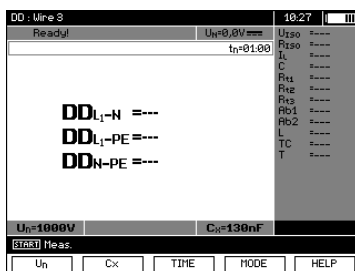 DD : Wire 3
10:27
Ready!
UN=0,0V
tn=01:00
UISO =----
RISO =----
IL =----
C =----
Rt1 =----
Rt2 =----
Rt3 =----
Ab1 =----
Ab2 =----
L =----
TC =----
T =----
DDL1-N =---
DDL1-PE=---
DDN-PE=---
Un=1000V
Cx=130nF
START Meas.
Un
Cx
TIME
MODE
HELP